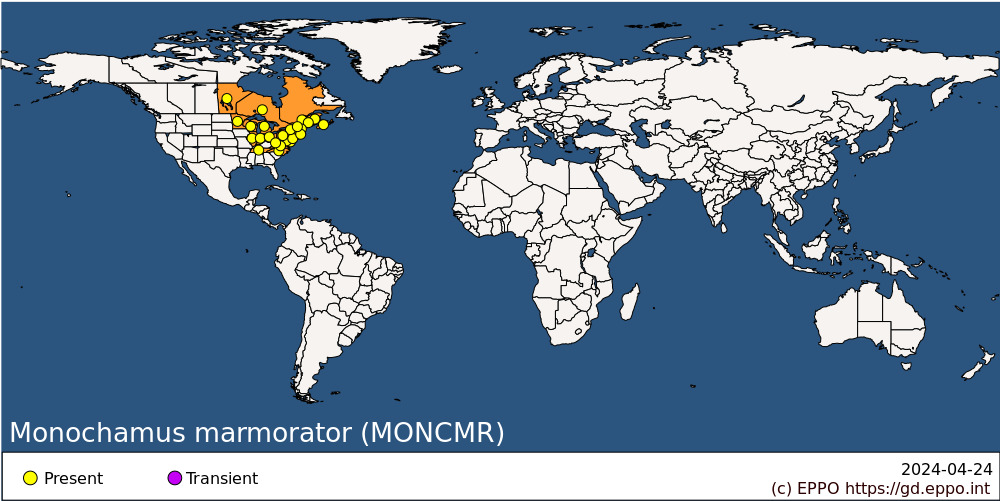 Monochamus marmorator (MONCMR)
Present
Transient
2024-04-24
(c) EPPO https://gd.eppo.int